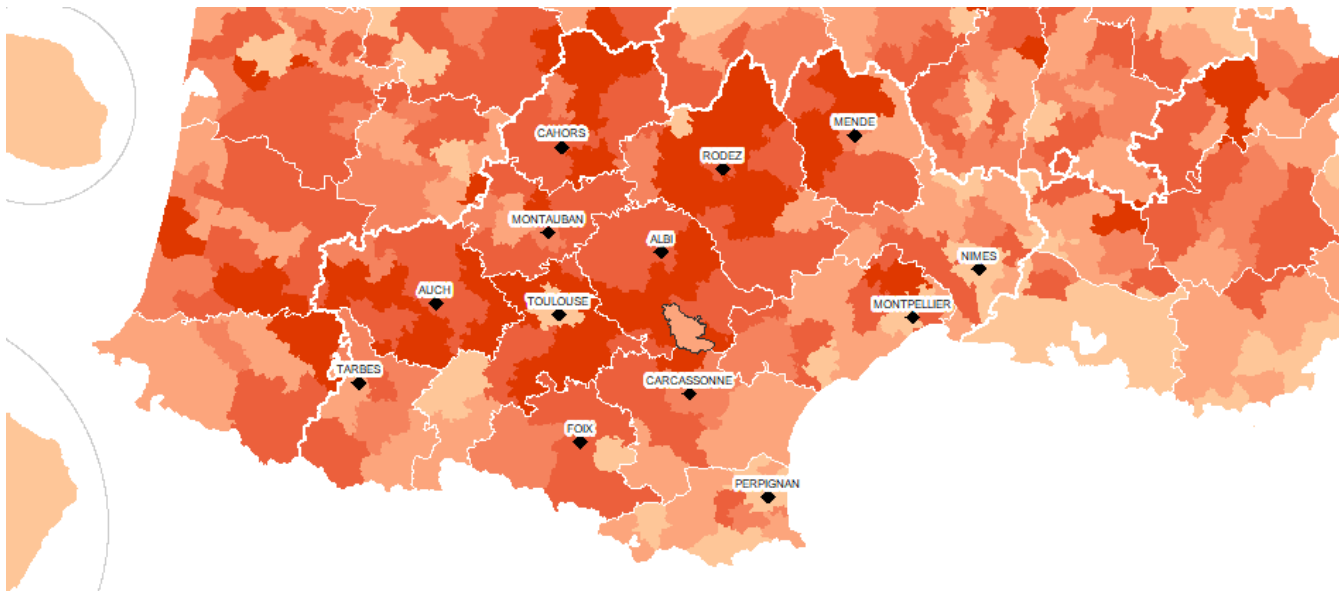 MENDE
CAHORS
RODEZ
MONTAUBAN
ALBI
NIMES
AUCH
TOULOUSE
MONTPELLIER
TARBES
CARCASSONNE
FOIX
PERPIGNAN